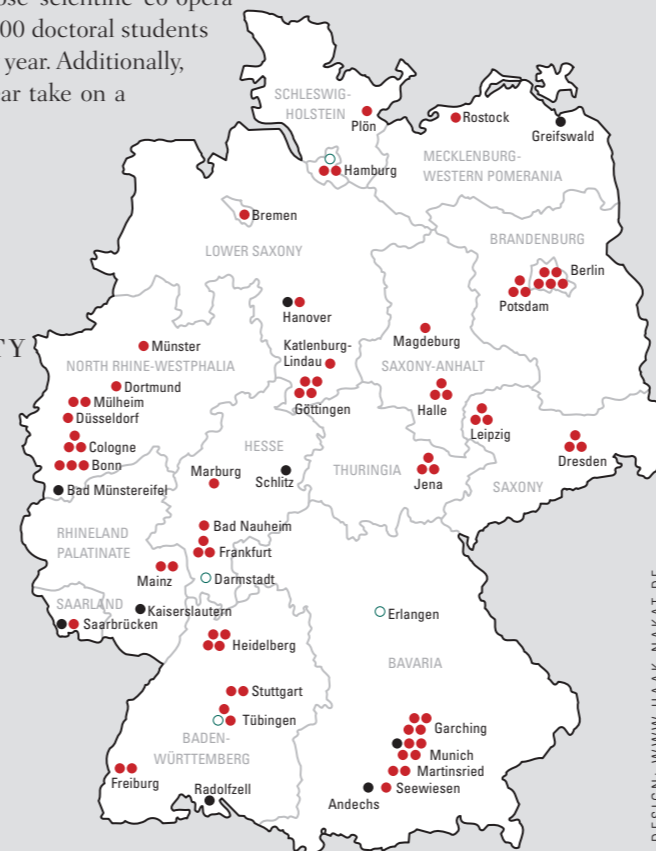 ose scientific co-opera
00 doctoral students
year. Additionally,
ar take on a
TY
SCHLESWIG-
HOLSTEIN
Plön
Rostock
Greifswald
MECKLENBURG-
WESTERN POMERANIA
Hamburg
Bremen
LOWER SAXONY
BRANDENBURG
Berlin
Potsdam
Hanover
Münster
NORTH RHINE-WESTPHALIA
Katlenburg-
Lindau
Magdeburg
SAXONY-ANHALT
Dortmund
Mülheim
Düsseldorf
Göttingen
Halle
Leipzig
Cologne
Bonn
HESSE
Dresden
Marburg
Schlitz
THURINGIA
Jena
SAXONY
Bad Münstereifel
RHINELAND
PALATINATE
Bad Nauheim
Frankfurt
Mainz
Darmstadt
SAARLAND
Kaiserslautern
Saarbrücken
Erlangen
Heidelberg
BAVARIA
Stuttgart
Tübingen
BADEN-
WÜRTTEMBERG
Garching
Munich
Martinsried
Seewiesen
Andechs
Freiburg
Radolfzell
DESIGN: WWW.HAAK-NAKAT.DE